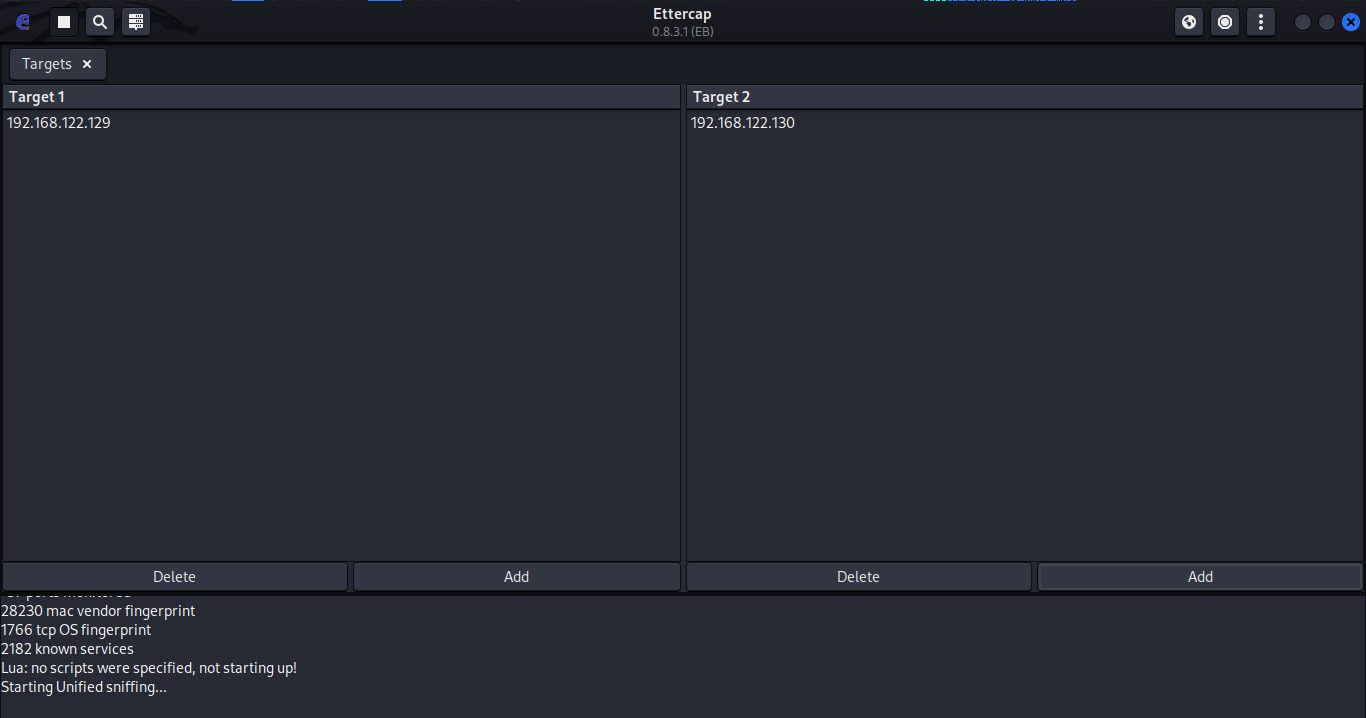 Ettercap
0.8.3.1 (EB)
Targets
Target 1
Target 2
192.168.122.129
192.168.122.130
Delete
Add
Delete
Add
ports monitored
28230 mac vendor fingerprint
1766 tcp OS fingerprint
2182 known services
Lua: no scripts were specified, not starting up!
Starting Unified sniffing...